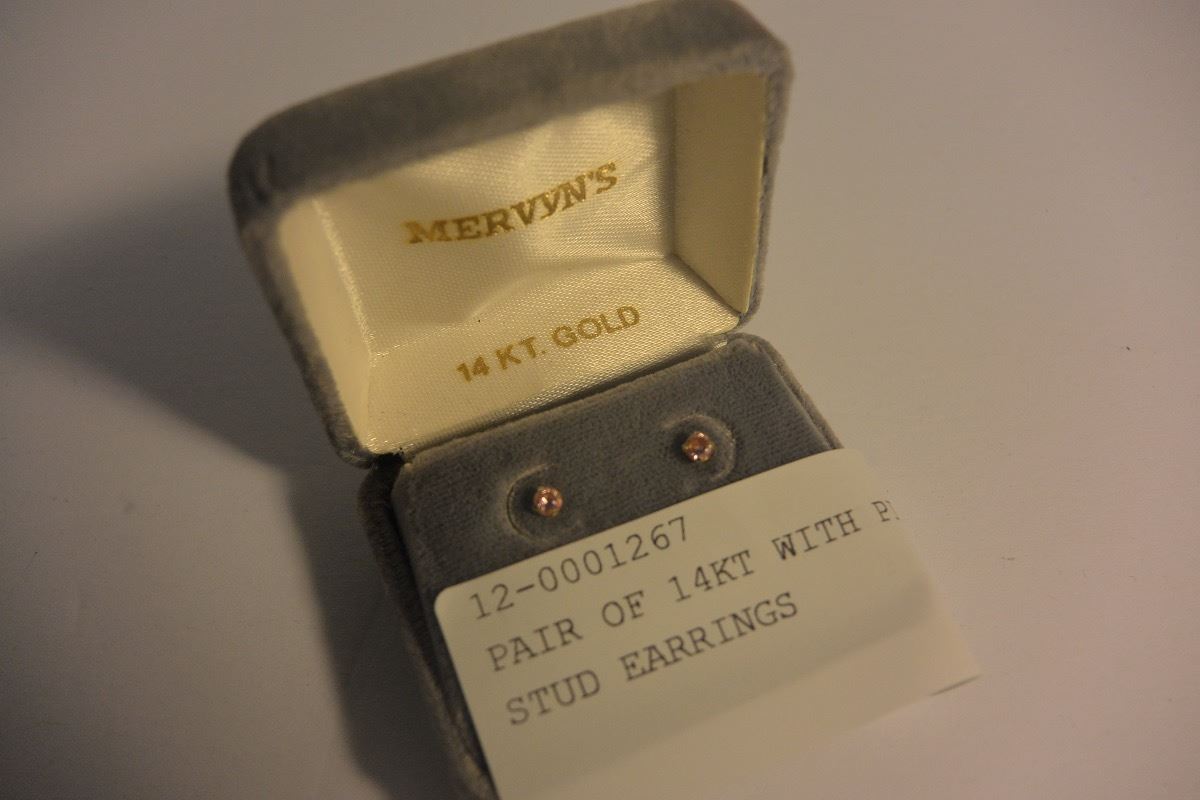 MERVYN'S
14 KT. GOLD
12-0001267
PAIR OF 14KT WITH
STUD EARRINGS